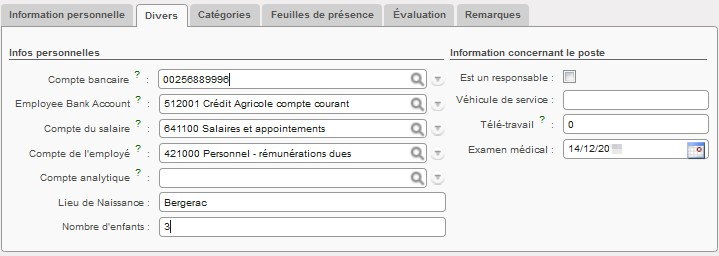 Information personnelle
Divers
Catégories
Feuilles de présence
Évaluation
Remarques
Infos personnelles
Compte bancaire ? : 00256889996
Employee Bank Account ? : 512001 Crédit Agricole compte courant
Compte du salaire ? : 641100 Salaires et appointements
Compte de l'employé ? : 421000 Personnel - rémunérations dues
Compte analytique ? :
Lieu de Naissance : Bergerac
Nombre d'enfants : 3
Information concernant le poste
Est un responsable :
Véhicule de service :
Télé-travail ? : 0
Examen médical : 14/12/20